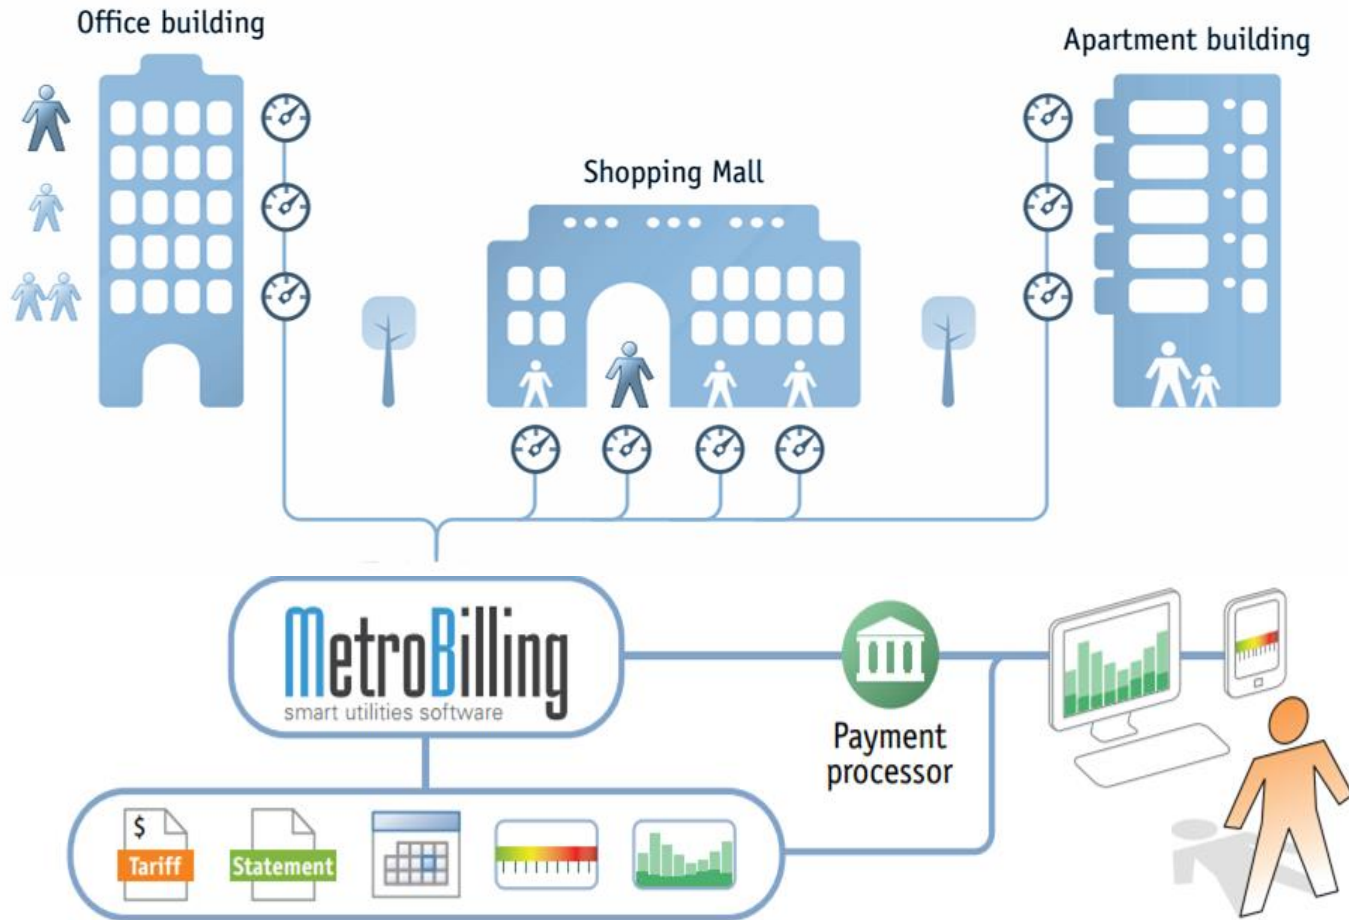 Office building
Apartment building
Shopping Mall
MetroBilling
smart utilities software
Payment
processor
$
Tariff
Statement